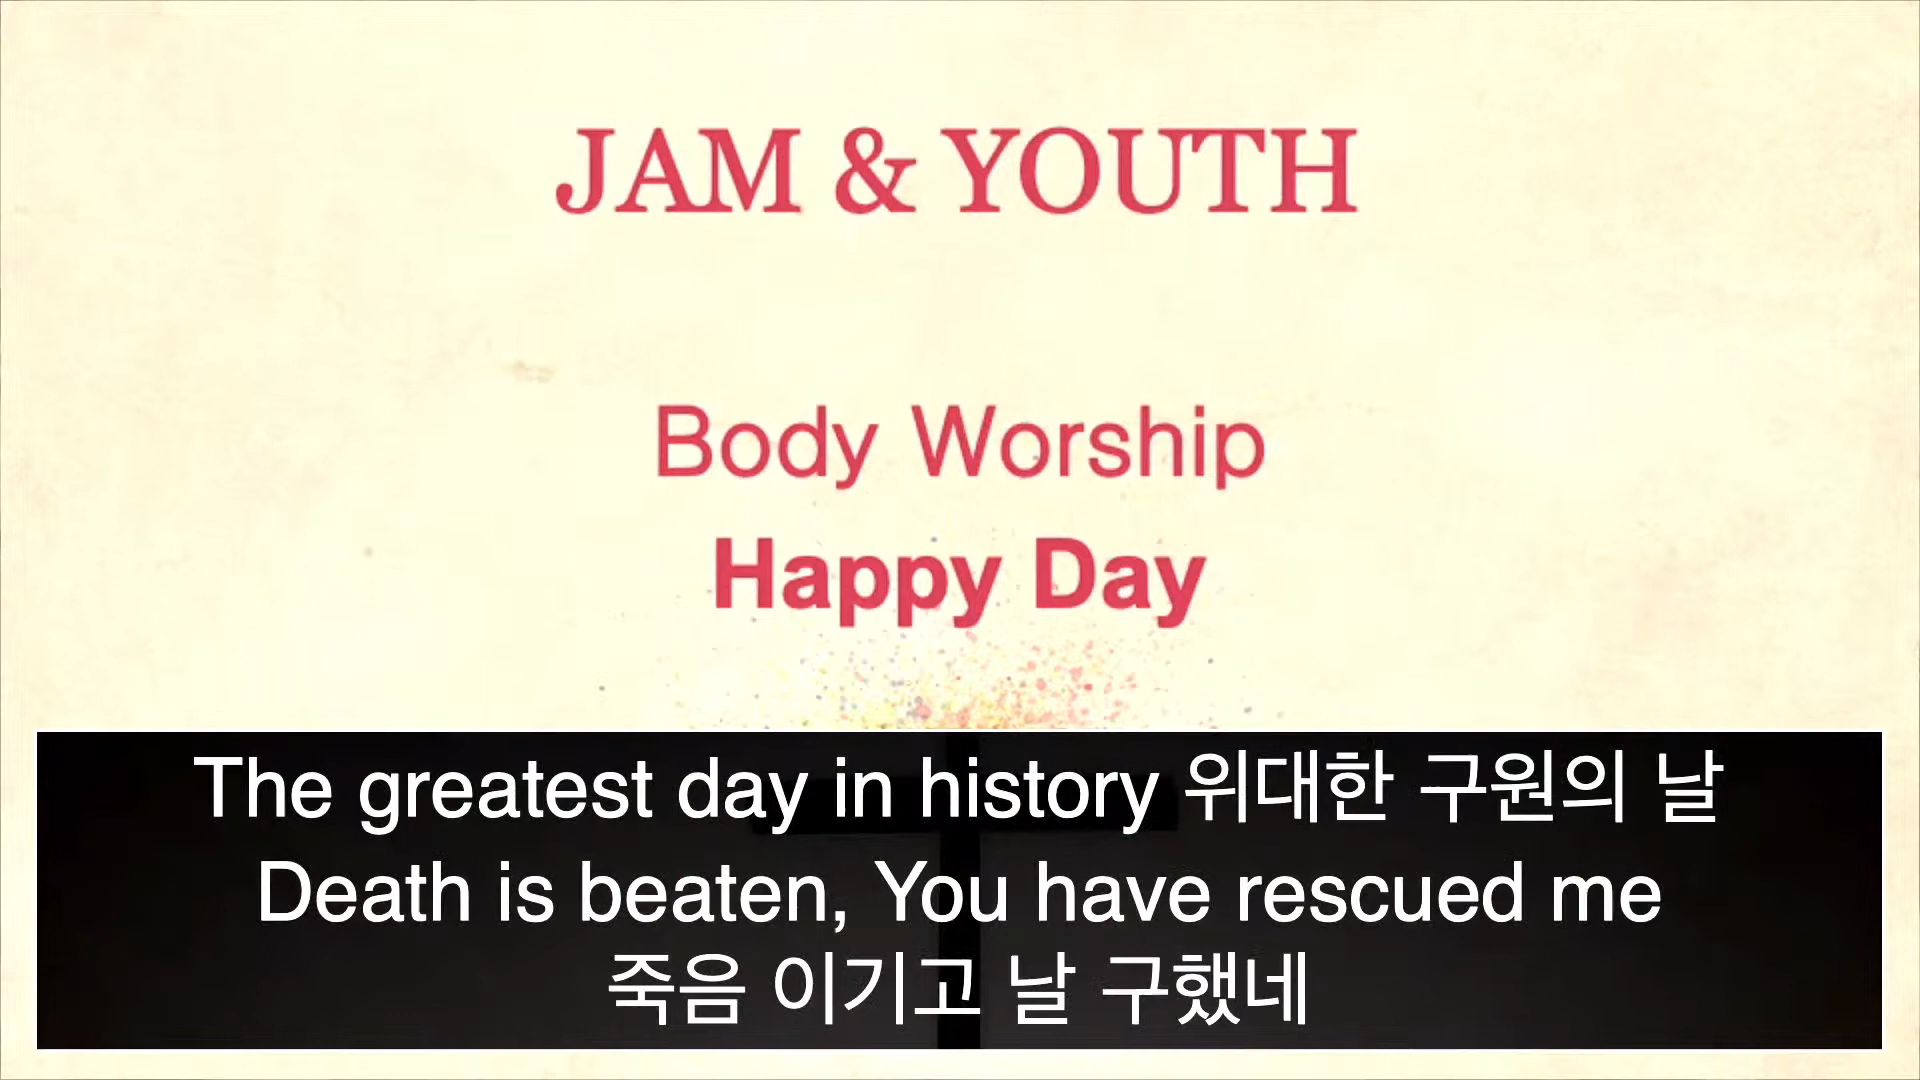 JAM & YOUTH
Body Worship
Happy Day
The greatest day in history 위대한 구원의 날
Death is beaten, You have rescued me
죽음 이기고 날 구했네